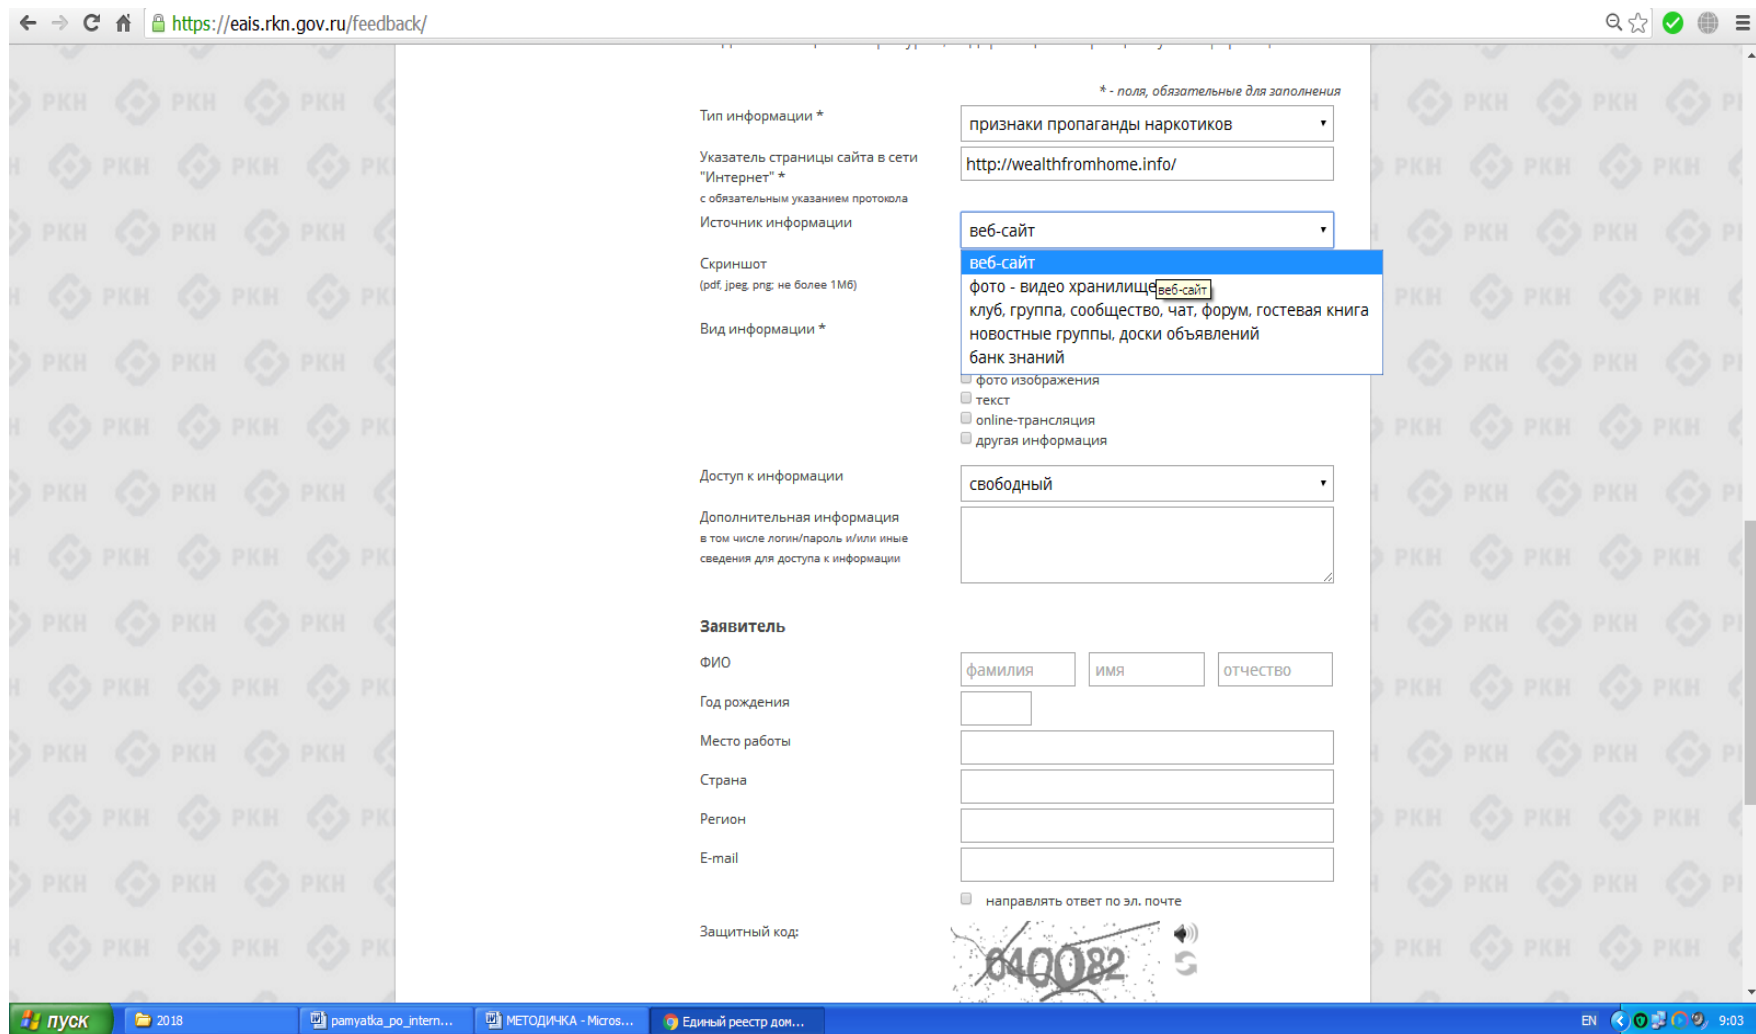 https://eais.rkn.gov.ru/feedback/
* - поля, обязательные для заполнения
Тип информации *
признаки пропаганды наркотиков
Указатель страницы сайта в сети
"Интернет" *
с обязательным указанием протокола
http://wealthfromhome.info/
Источник информации
веб-сайт
веб-сайт
фото - видео хранилище
веб-сайт
клуб, группа, сообщество, чат, форум, гостевая книга
новостные группы, доски объявлений
банк знаний
Скриншот
(pdf, jpeg, png; не более 1Мб)
Вид информации *
фото изображения
текст
online-трансляция
другая информация
Доступ к информации
свободный
Дополнительная информация
в том числе логин/пароль и/или иные
сведения для доступа к информации
Заявитель
ФИО
фамилия
имя
отчество
Год рождения
Место работы
Страна
Регион
E-mail
направлять ответ по эл. почте
Защитный код:
040082
РКН
пуск
2018
pamyatka_po_intern...
МЕТОДИЧКА - Micros...
Единый реестр дом...
EN
9:03